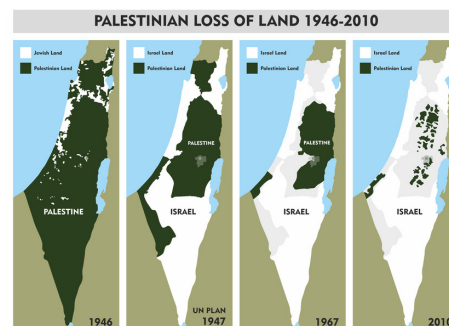 PALESTINIAN LOSS OF LAND 1946-2010
Jewish Land
Palestinian Land
PALESTINE
1946
Israel Land
Palestinian Land
PALESTINE
ISRAEL
UN PLAN
1947
Israel Land
Palestinian Land
PALESTINE
ISRAEL
1967
Israel Land
Palestinian Land
ISRAEL
2010